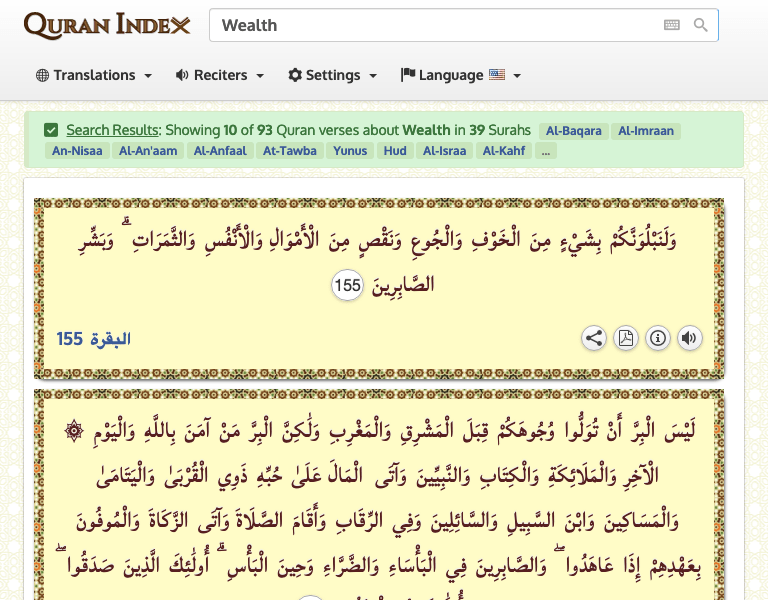 QURAN INDEX
Wealth
Translations
Reciters
Settings
Language
Search Results: Showing 10 of 93 Quran verses about Wealth in 39 Surahs Al-Baqara Al-Imraan
An-Nisaa Al-An'aam Al-Anfaal At-Tawba Yunus Hud Al-Israa Al-Kahf ...
وَلَنَبْلُوَنَّكُمْ بِشَيْءٍ مِنَ الْخَوْفِ وَالْجُوعِ وَنَقْصٍ مِنَ الْأَمْوَالِ وَالْأَنْفُسِ وَالثَّمَرَاتِ ۗ وَبَشِّرِ
الصَّابِرِينَ 155
البقرة 155
لَيْسَ الْبِرَّ أَنْ تُوَلُّوا وُجُوهَكُمْ قِبَلَ الْمَشْرِقِ وَالْمَغْرِبِ وَلَٰكِنَّ الْبِرَّ مَنْ آمَنَ بِاللَّهِ وَالْيَوْمِ ۞
الْآخِرِ وَالْمَلَائِكَةِ وَالْكِتَابِ وَالنَّبِيِّينَ وَآتَى الْمَالَ عَلَىٰ حُبِّهِ ذَوِي الْقُرْبَىٰ وَالْيَتَامَىٰ
وَالْمَسَاكِينَ وَابْنَ السَّبِيلِ وَالسَّائِلِينَ وَفِي الرِّقَابِ وَأَقَامَ الصَّلَاةَ وَآتَى الزَّكَاةَ وَالْمُوفُونَ
بِعَهْدِهِمْ إِذَا عَاهَدُوا ۖ وَالصَّابِرِينَ فِي الْبَأْسَاءِ وَالضَّرَّاءِ وَحِينَ الْبَأْسِ ۗ أُولَٰئِكَ الَّذِينَ صَدَقُوا ۖ